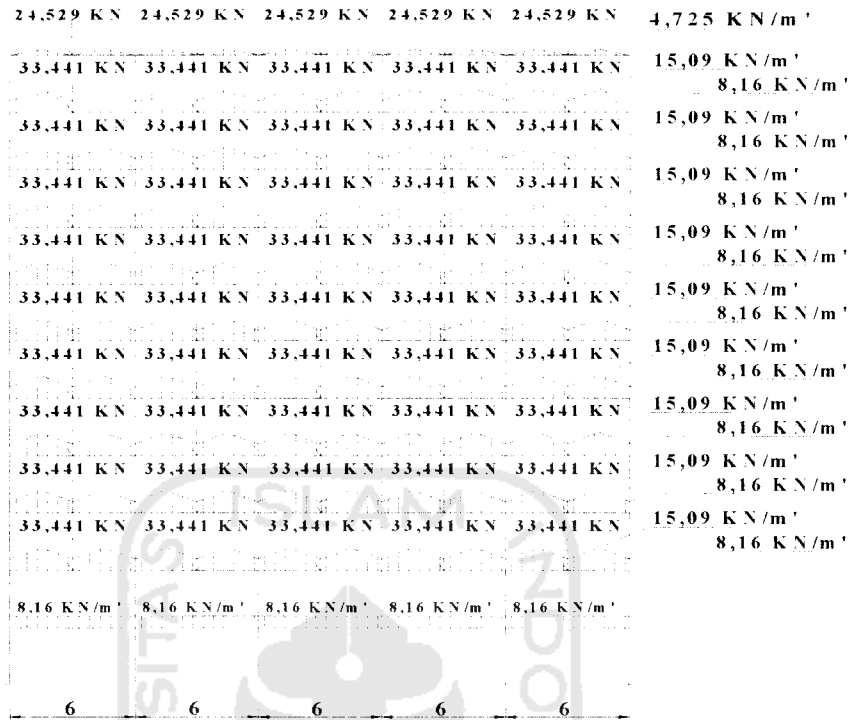 24,529 KN 24,529 KN 24,529 KN 24,529 KN 24,529 KN 4,725 KN/m'
33,441 KN 33,441 KN 33,441 KN 33,441 KN 33,441 KN 15,09 KN/m'
8,16 KN/m'
33,441 KN 33,441 KN 33,441 KN 33,441 KN 33,441 KN 15,09 KN/m'
8,16 KN/m'
33,441 KN 33,441 KN 33,441 KN 33,441 KN 33,441 KN 15,09 KN/m'
8,16 KN/m'
33,441 KN 33,441 KN 33,441 KN 33,441 KN 33,441 KN 15,09 KN/m'
8,16 KN/m'
33,441 KN 33,441 KN 33,441 KN 33,441 KN 33,441 KN 15,09 KN/m'
8,16 KN/m'
33,441 KN 33,441 KN 33,441 KN 33,441 KN 33,441 KN 15,09 KN/m'
8,16 KN/m'
33,441 KN 33,441 KN 33,441 KN 33,441 KN 33,441 KN 15,09 KN/m'
8,16 KN/m'
33,441 KN 33,441 KN 33,441 KN 33,441 KN 33,441 KN 15,09 KN/m'
8,16 KN/m'
33,441 KN 33,441 KN 33,441 KN 33,441 KN 33,441 KN 15,09 KN/m'
8,16 KN/m'
8,16 KN/m' 8,16 KN/m' 8,16 KN/m' 8,16 KN/m' 8,16 KN/m'
6 6 6 6 6
SITAS ISLAM INDO